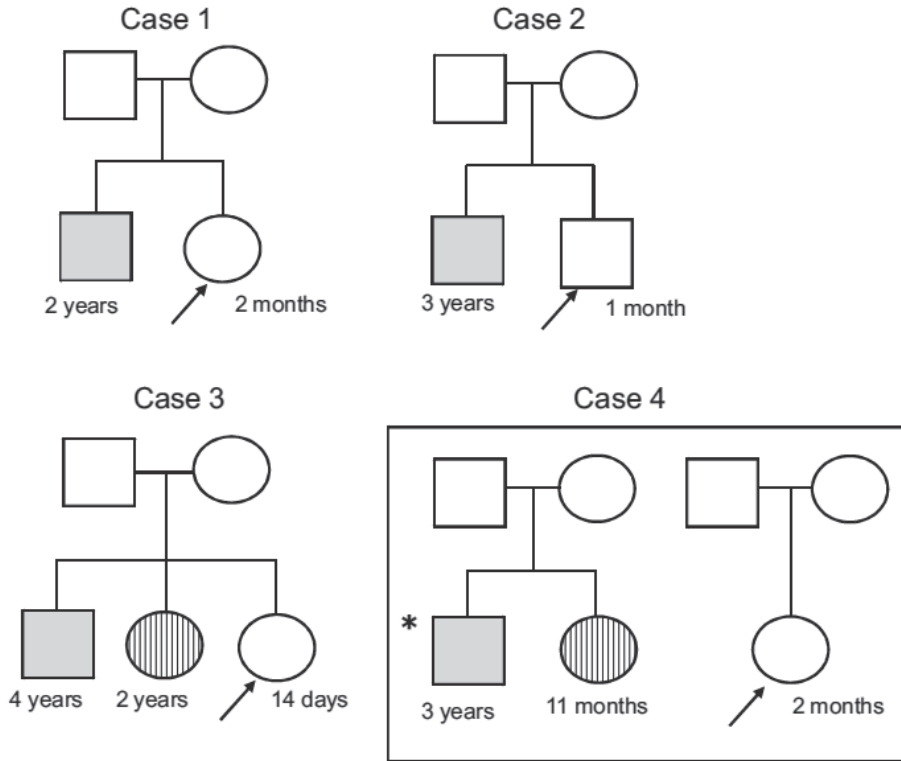 Case 1
Case 2
2 years
2 months
3 years
1 month
Case 3
Case 4
*
4 years
2 years
14 days
3 years
11 months
2 months